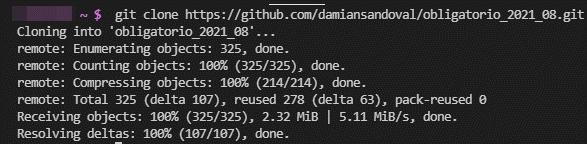 ~ $ git clone https://github.com/damiansandoval/obligatorio_2021_08.git
Cloning into 'obligatorio_2021_08'...
remote: Enumerating objects: 325, done.
remote: Counting objects: 100% (325/325), done.
remote: Compressing objects: 100% (214/214), done.
remote: Total 325 (delta 107), reused 278 (delta 63), pack-reused 0
Receiving objects: 100% (325/325), 2.32 MiB | 5.11 MiB/s, done.
Resolving deltas: 100% (107/107), done.